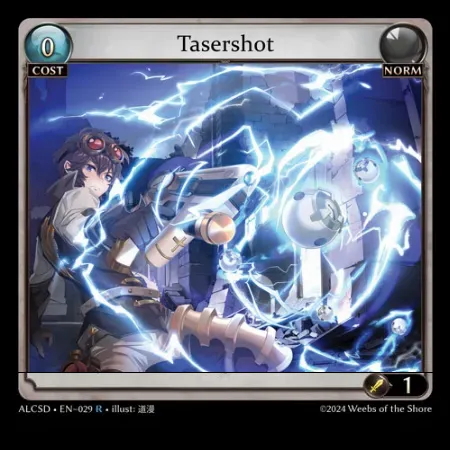 0
Tasershot
COST
NORM
1
ALCSD • EN-029 R • illust: 道漫
©2024 Weebs of the Shore